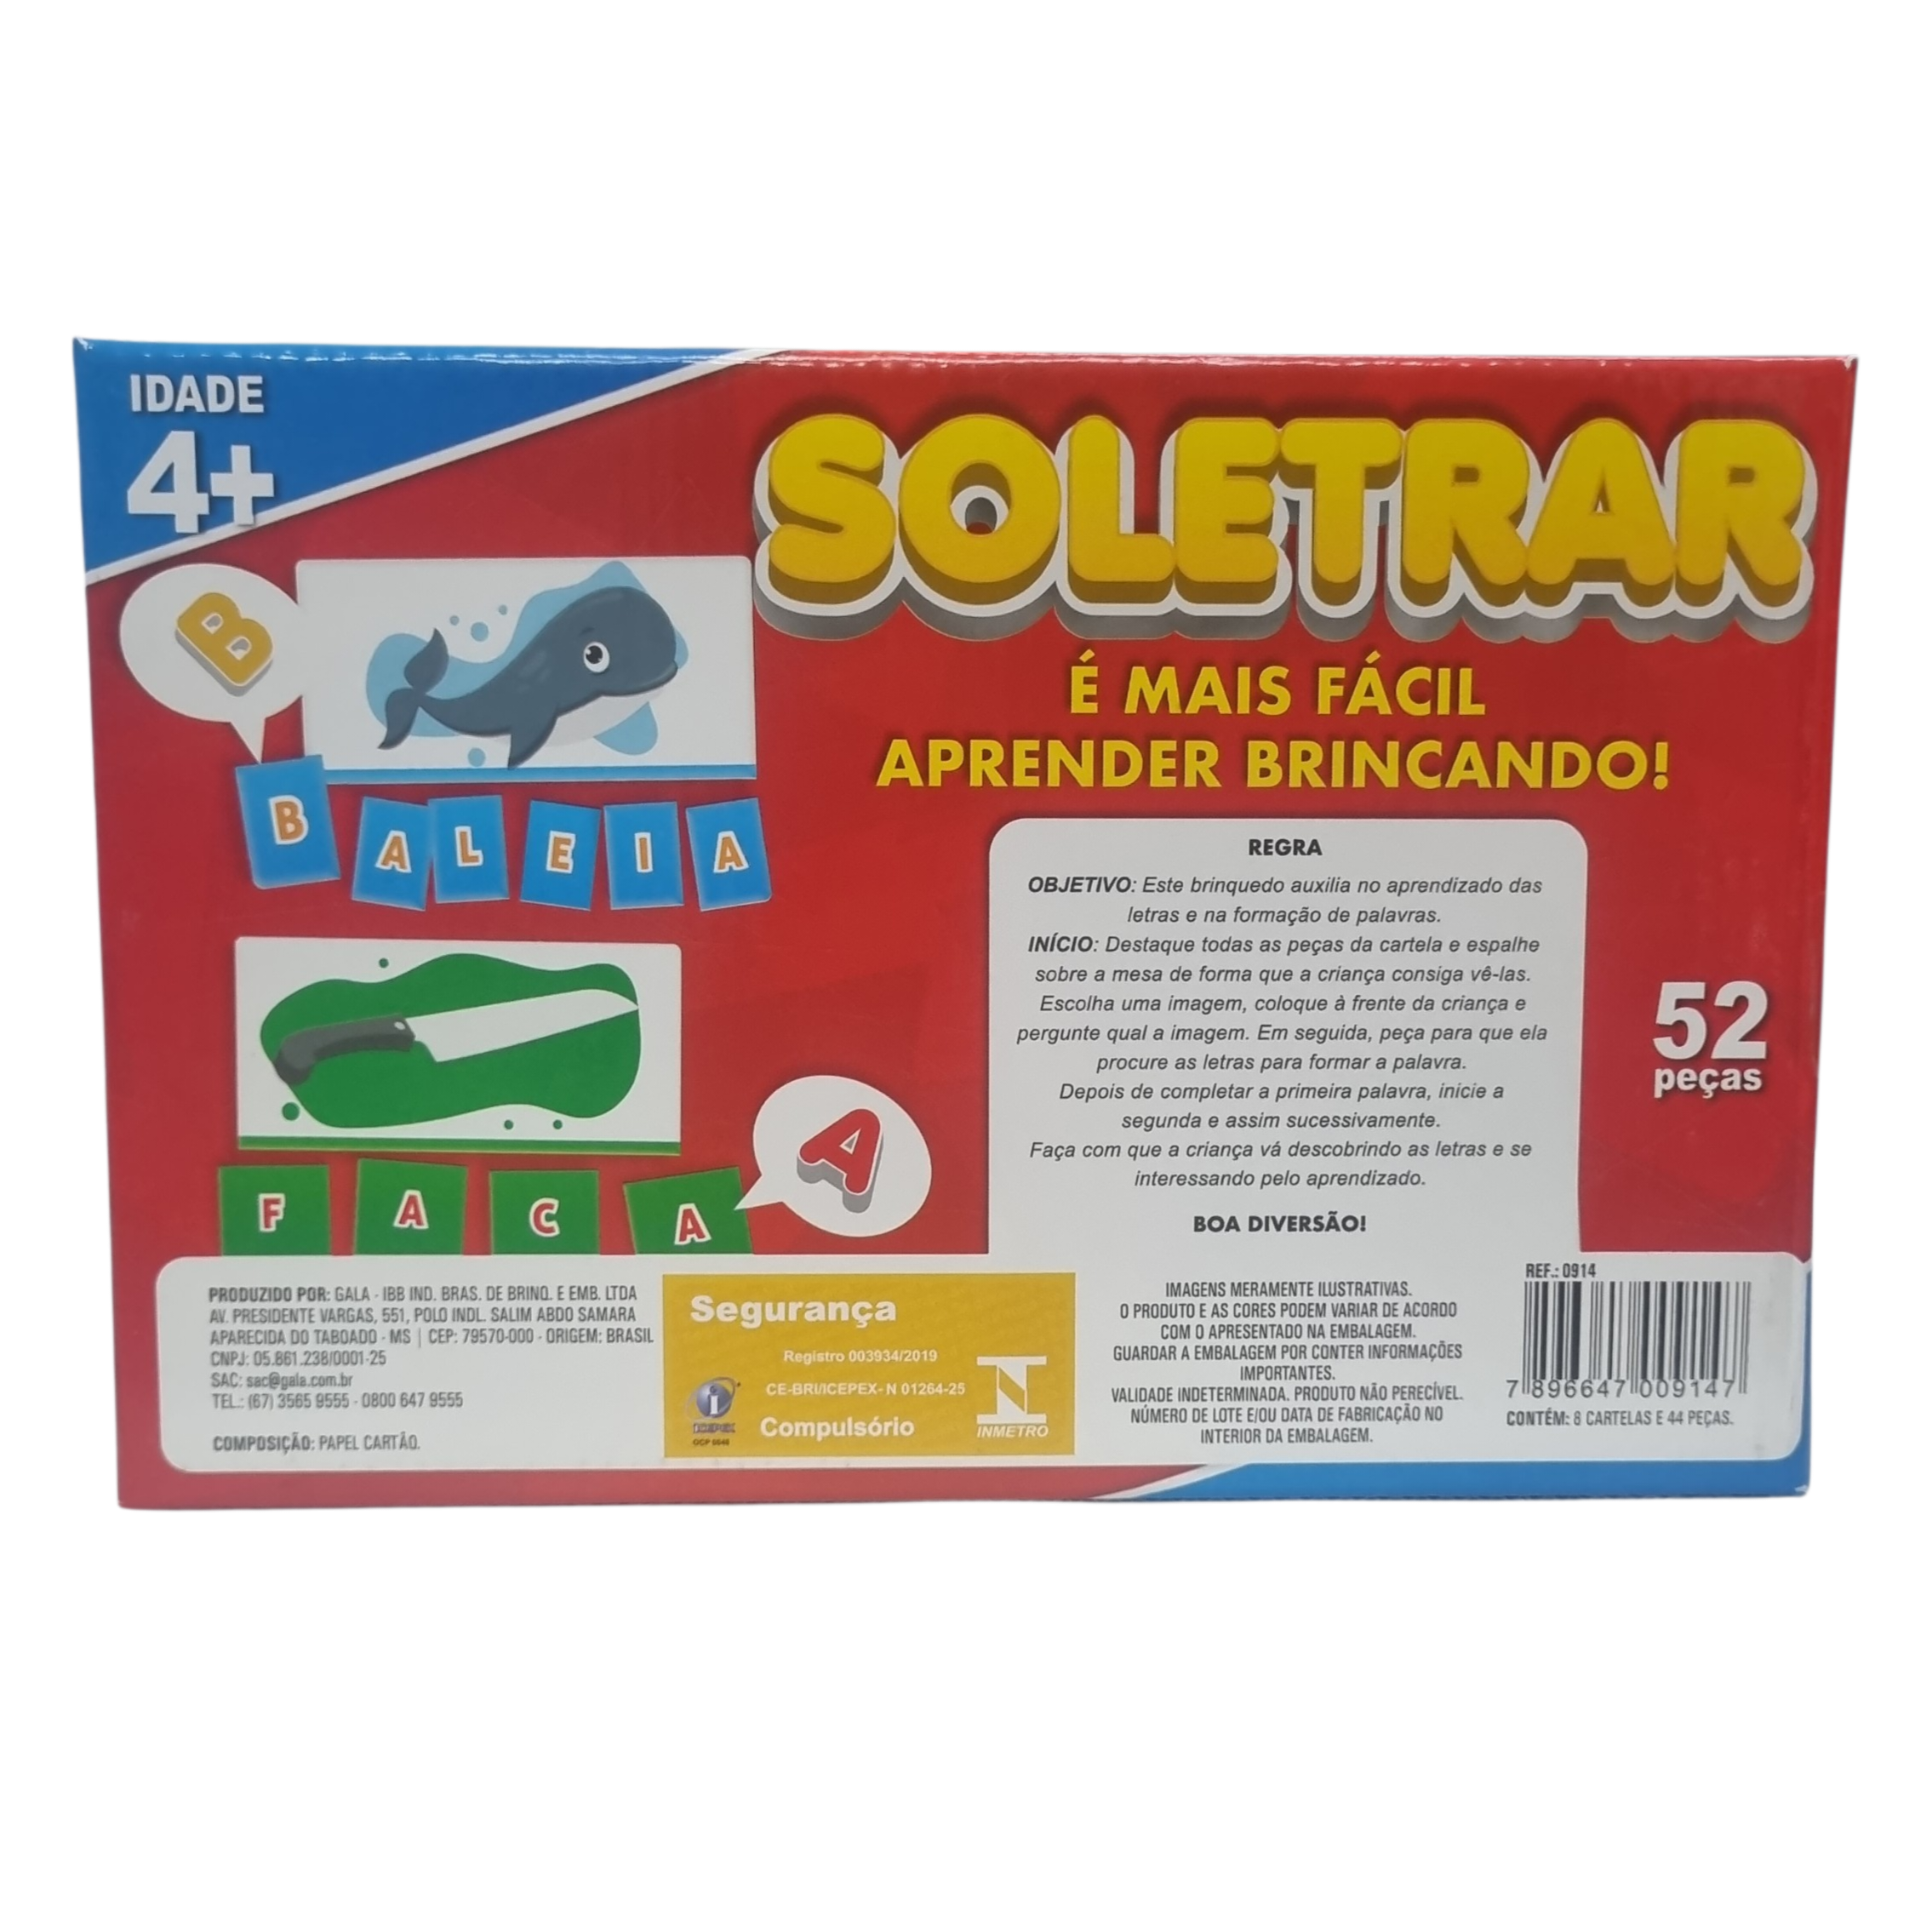 IDADE
4+
SOLETRAR
É MAIS FÁCIL
APRENDER BRINCANDO!
B
B A L E I A
F A C A
A
REGRA
OBJETIVO: Este brinquedo auxilia no aprendizado das
letras e na formação de palavras.
INÍCIO: Destaque todas as peças da cartela e espalhe
sobre a mesa de forma que a criança consiga vê-las.
Escolha uma imagem, coloque à frente da criança e
pergunte qual a imagem. Em seguida, peça para que ela
procure as letras para formar a palavra.
Depois de completar a primeira palavra, inicie a
segunda e assim sucessivamente.
Faça com que a criança vá descobrindo as letras e se
interessando pelo aprendizado.
BOA DIVERSÃO!
52
peças
PRODUZIDO POR: GALA - IBB IND. BRAS. DE BRINQ. E EMB. LTDA
AV. PRESIDENTE VARGAS, 551, POLO INDL. SALIM ABDO SAMARA
APARECIDA DO TABOADO - MS | CEP: 79570-000 - ORIGEM: BRASIL
CNPJ: 05.861.238/0001-25
SAC: sac@gala.com.br
TEL.: (67) 3565 9555 - 0800 647 9555
COMPOSIÇÃO: PAPEL CARTÃO.
Segurança
Registro 003934/2019
CE-BRI/ICEPEX- N 01264-25
Compulsório
ICEPEX
INMETRO
IMAGENS MERAMENTE ILUSTRATIVAS.
O PRODUTO E AS CORES PODEM VARIAR DE ACORDO
COM O APRESENTADO NA EMBALAGEM.
GUARDAR A EMBALAGEM POR CONTER INFORMAÇÕES
IMPORTANTES.
VALIDADE INDETERMINADA. PRODUTO NÃO PERECÍVEL.
NÚMERO DE LOTE E/OU DATA DE FABRICAÇÃO NO
INTERIOR DA EMBALAGEM.
REF.: 0914
7 896647 009147
CONTÉM: 8 CARTELAS E 44 PEÇAS.